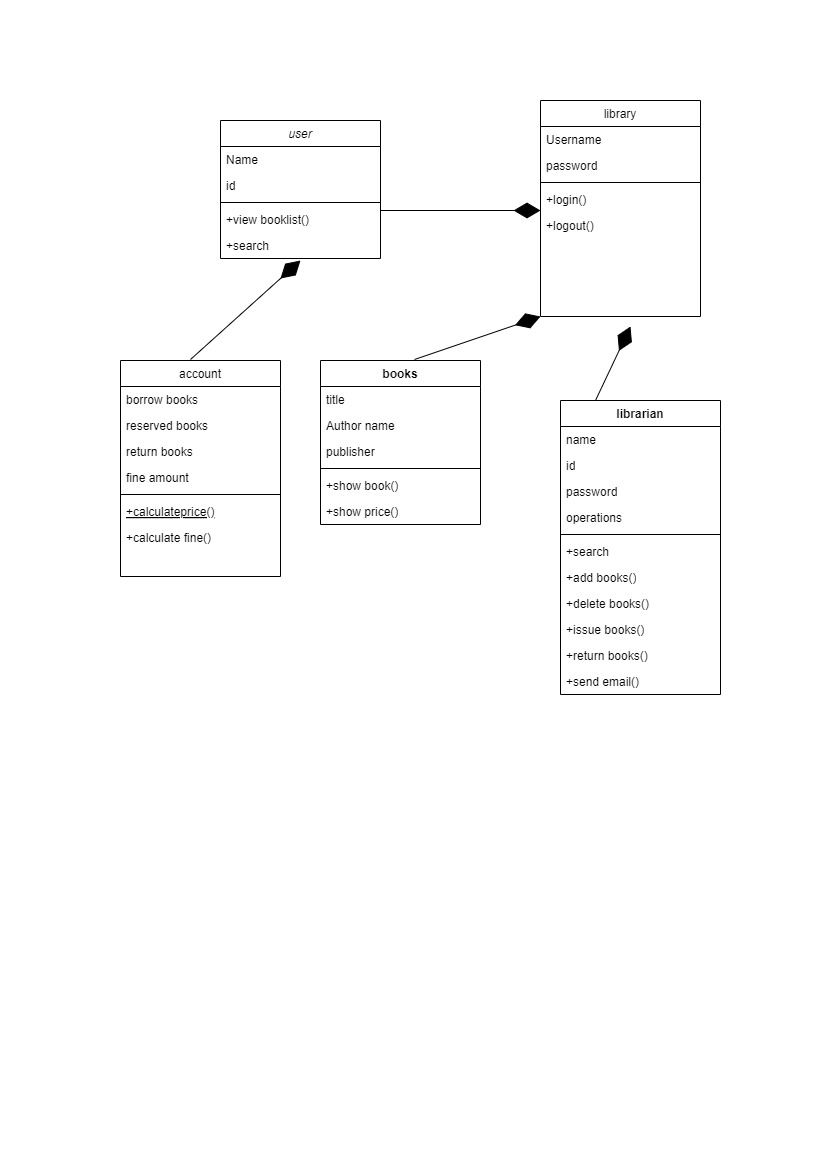 user
Name
id
+view booklist()
+search
library
Username
password
+login()
+logout()
account
borrow books
reserved books
return books
fine amount
+calculateprice()
+calculate fine()
books
title
Author name
publisher
+show book()
+show price()
librarian
name
id
password
operations
+search
+add books()
+delete books()
+issue books()
+return books()
+send email()